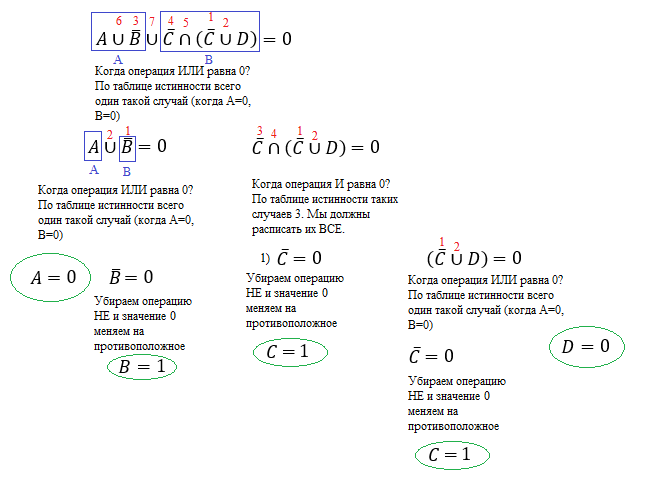 6 3 7 4 5 1 2
A ∪ B̄ ∪ C̄ ∩ (C̄ ∪ D) = 0
A B
Когда операция ИЛИ равна 0?
По таблице истинности всего
один такой случай (когда А=0,
В=0)
2 1
A ∪ B̄ = 0
A B
Когда операция ИЛИ равна 0?
По таблице истинности всего
один такой случай (когда А=0,
В=0)
A = 0
B̄ = 0
Убираем операцию
НЕ и значение 0
меняем на
противоположное
B = 1
3 4 1 2
C̄ ∩ (C̄ ∪ D) = 0
Когда операция И равна 0?
По таблице истинности таких
случаев 3. Мы должны
расписать их ВСЕ.
1) C̄ = 0
Убираем операцию
НЕ и значение 0
меняем на
противоположное
C = 1
1 2
(C̄ ∪ D) = 0
Когда операция ИЛИ равна 0?
По таблице истинности всего
один такой случай (когда А=0,
В=0)
D = 0
C̄ = 0
Убираем операцию
НЕ и значение 0
меняем на
противоположное
C = 1